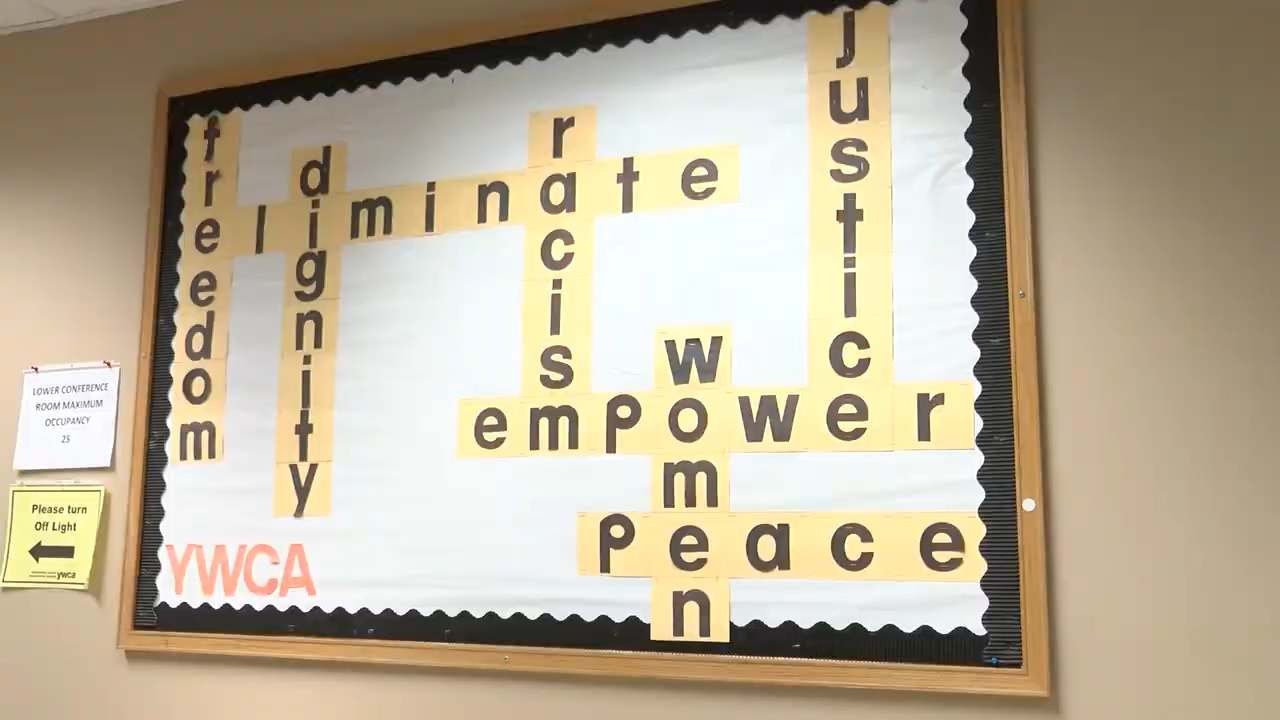 freedom
eliminate
dignity
racism
justice
empower
women
peace
YWCA
LOWER CONFERENCE
ROOM MAXIMUM
OCCUPANCY
25
Please turn
Off Light
ywca